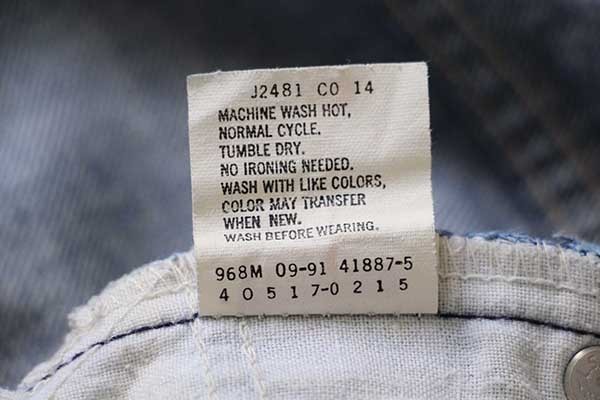 J2481 CO 14
MACHINE WASH HOT,
NORMAL CYCLE.
TUMBLE DRY.
NO IRONING NEEDED.
WASH WITH LIKE COLORS,
COLOR MAY TRANSFER
WHEN NEW.
WASH BEFORE WEARING.
968M 09-91 41887-5
4 0 5 1 7-0 2 1 5